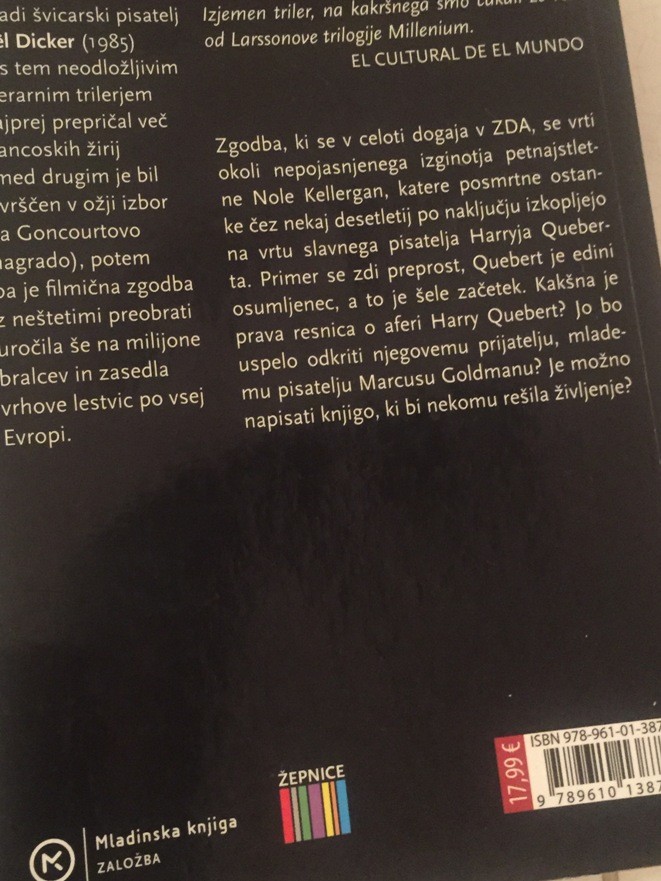 adi švicarski pisatelj
ël Dicker (1985)
s tem neodložljivim
erarnim trilerjem
ajprej prepričal več
ancoskih žirij
med drugim je bil
vrščen v ožji izbor
a Goncourtovo
nagrado), potem
pa je filmična zgodba
z neštetimi preobrati
uročila še na milijone
bralcev in zasedla
vrhove lestvic po vsej
Evropi.
Izjemen triler, na kakršnega smo
od Larssonove trilogije Millenium.
EL CULTURAL DE EL MUNDO
Zgodba, ki se v celoti dogaja v ZDA, se vrti
okoli nepojasnjenega izginotja petnajstlet-
ne Nole Kellergan, katere posmrtne ostan-
ke čez nekaj desetletij po naključju izkopljejo
na vrtu slavnega pisatelja Harryja Queber-
ta. Primer se zdi preprost, Quebert je edini
osumljenec, a to je šele začetek. Kakšna je
prava resnica o aferi Harry Quebert? Jo bo
uspelo odkriti njegovemu prijatelju, mlade-
mu pisatelju Marcusu Goldmanu? Je možno
napisati knjigo, ki bi nekomu rešila življenje?
Mladinska knjiga
ZALOŽBA
ŽEPNICE
17,99 €
ISBN 978-961-01-387
9 789610 1387